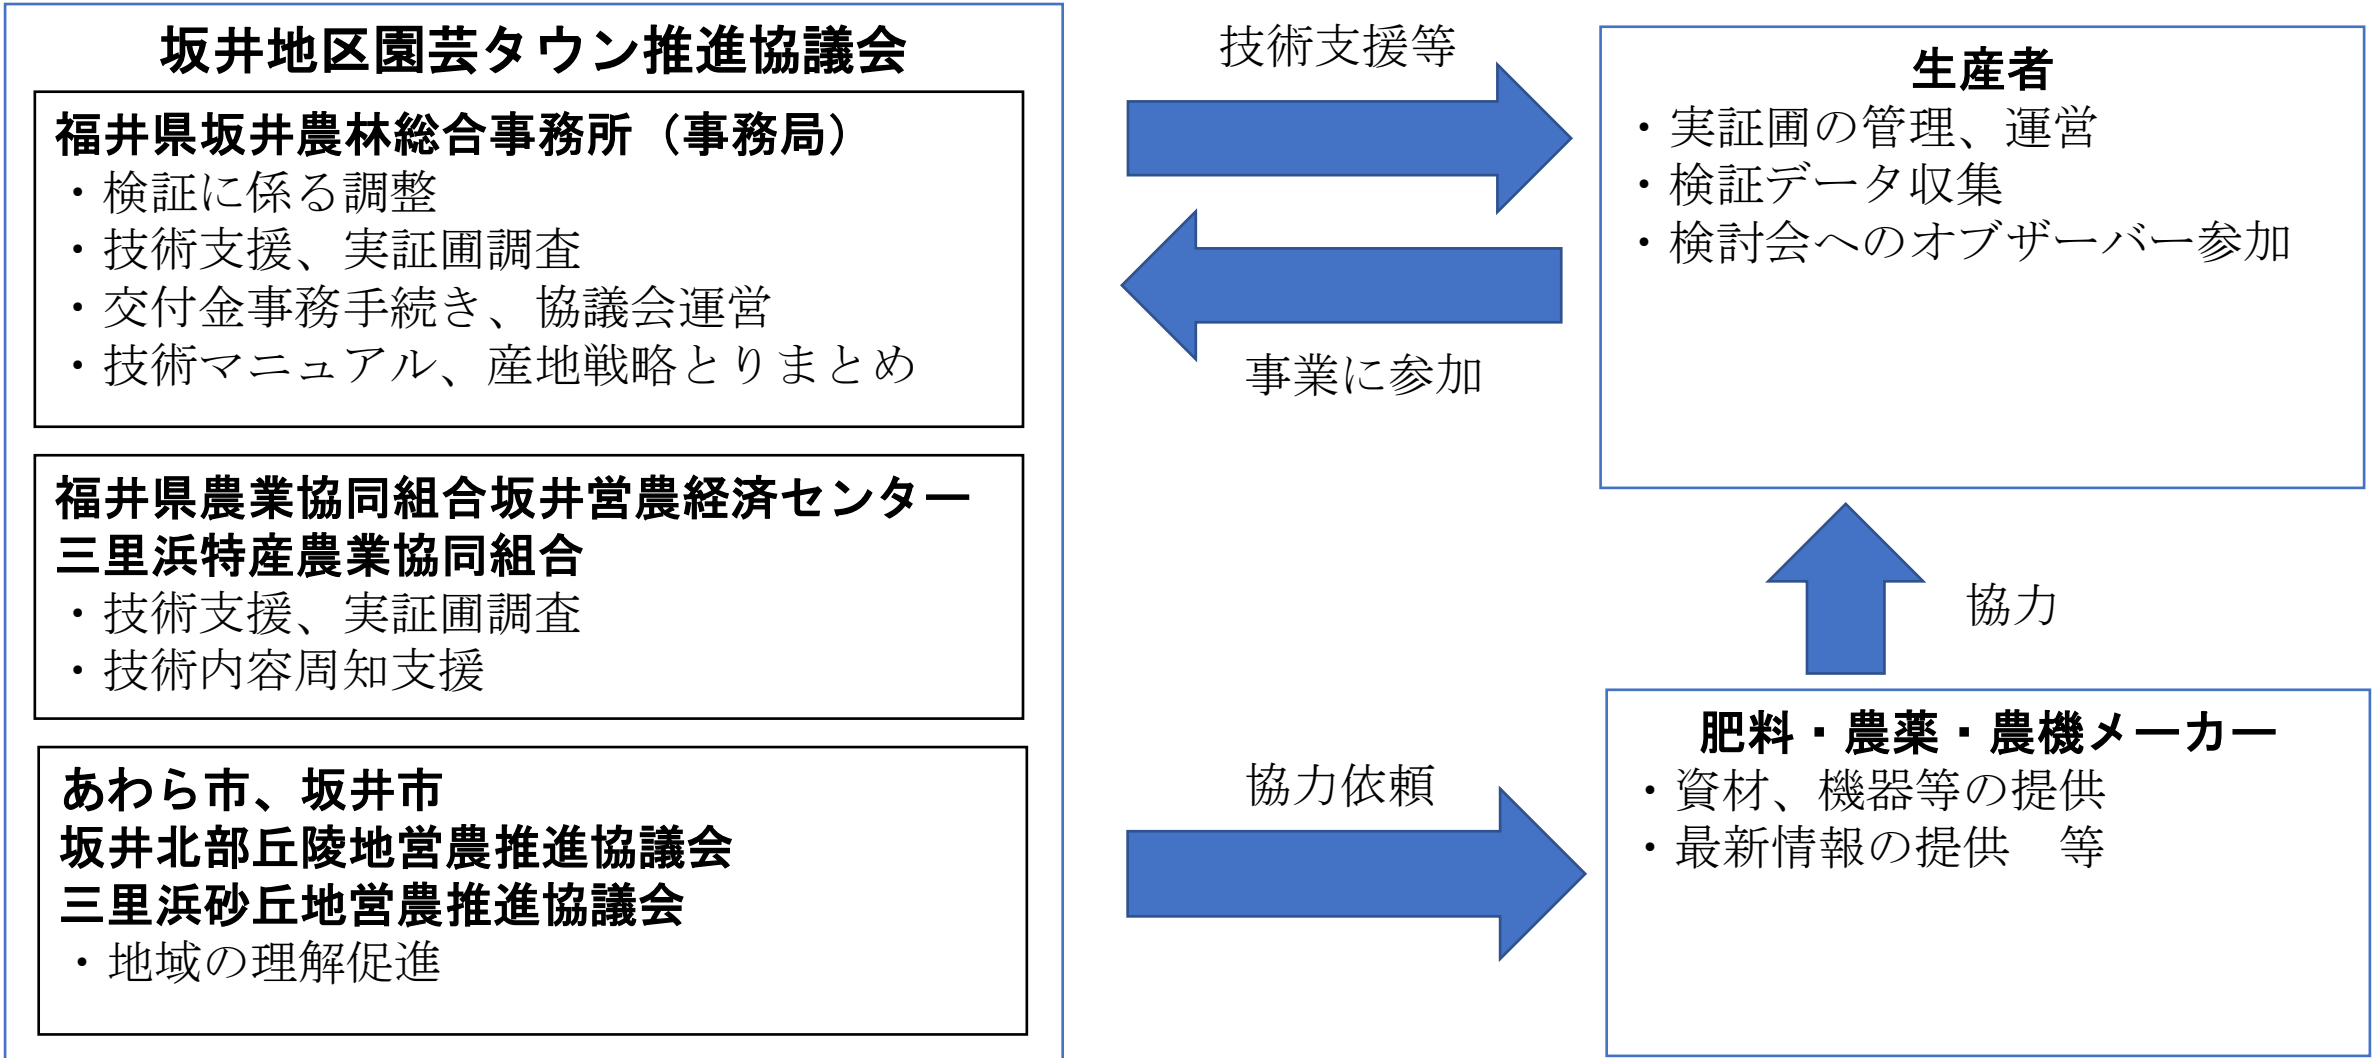 坂井地区園芸タウン推進協議会
福井県坂井農林総合事務所（事務局）
・検証に係る調整
・技術支援、実証圃調査
・交付金事務手続き、協議会運営
・技術マニュアル、産地戦略とりまとめ
福井県農業協同組合坂井営農経済センター
三里浜特産農業協同組合
・技術支援、実証圃調査
・技術内容周知支援
あわら市、坂井市
坂井北部丘陵地営農推進協議会
三里浜砂丘地営農推進協議会
・地域の理解促進
技術支援等
事業に参加
協力依頼
生産者
・実証圃の管理、運営
・検証データ収集
・検討会へのオブザーバー参加
協力
肥料・農薬・農機メーカー
・資材、機器等の提供
・最新情報の提供　等